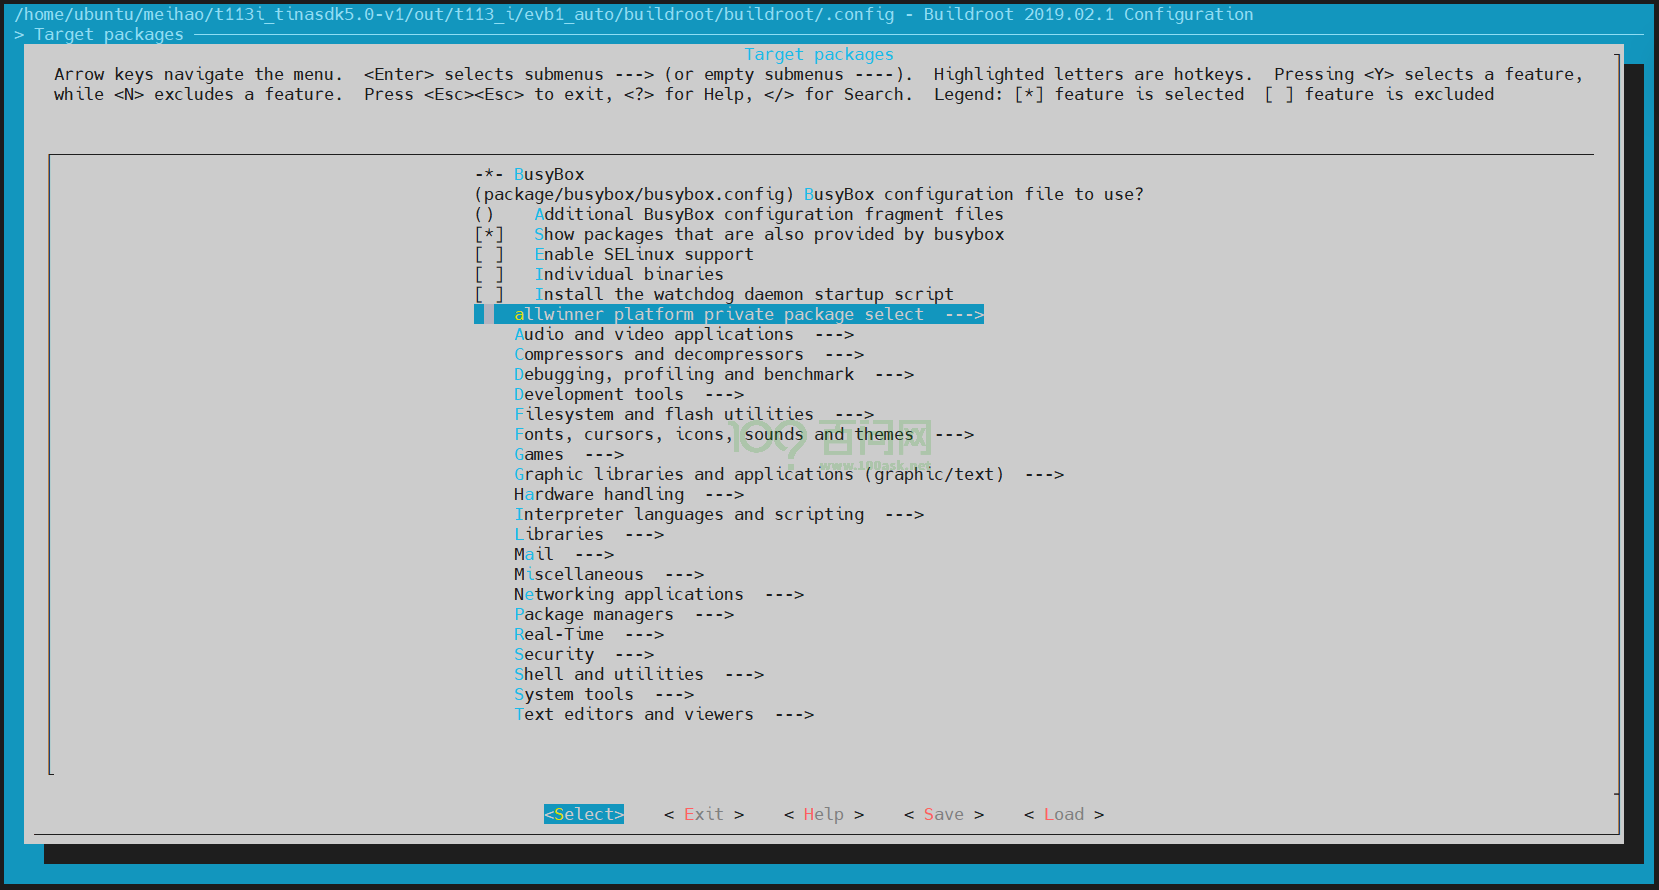 /home/ubuntu/meihao/t113i_tinasdk5.0-v1/out/t113_i/evb1_auto/buildroot/buildroot/.config - Buildroot 2019.02.1 Configuration
> Target packages
Target packages
Arrow keys navigate the menu.  <Enter> selects submenus ---> (or empty submenus ----).  Highlighted letters are hotkeys.  Pressing <Y> selects a feature,
while <N> excludes a feature.  Press <Esc><Esc> to exit, <?> for Help, </> for Search.  Legend: [*] feature is selected  [ ] feature is excluded
-*- BusyBox
(package/busybox/busybox.config) BusyBox configuration file to use?
()    Additional BusyBox configuration fragment files
[*]   Show packages that are also provided by busybox
[ ]   Enable SELinux support
[ ]   Individual binaries
[ ]   Install the watchdog daemon startup script
allwinner platform private package select  --->
Audio and video applications  --->
Compressors and decompressors  --->
Debugging, profiling and benchmark  --->
Development tools  --->
Filesystem and flash utilities  --->
Fonts, cursors, icons, sounds and themes  --->
100? 百问网
www.100ask.net
Games  --->
Graphic libraries and applications (graphic/text)  --->
Hardware handling  --->
Interpreter languages and scripting  --->
Libraries  --->
Mail  --->
Miscellaneous  --->
Networking applications  --->
Package managers  --->
Real-Time  --->
Security  --->
Shell and utilities  --->
System tools  --->
Text editors and viewers  --->
<Select>    < Exit >    < Help >    < Save >    < Load >